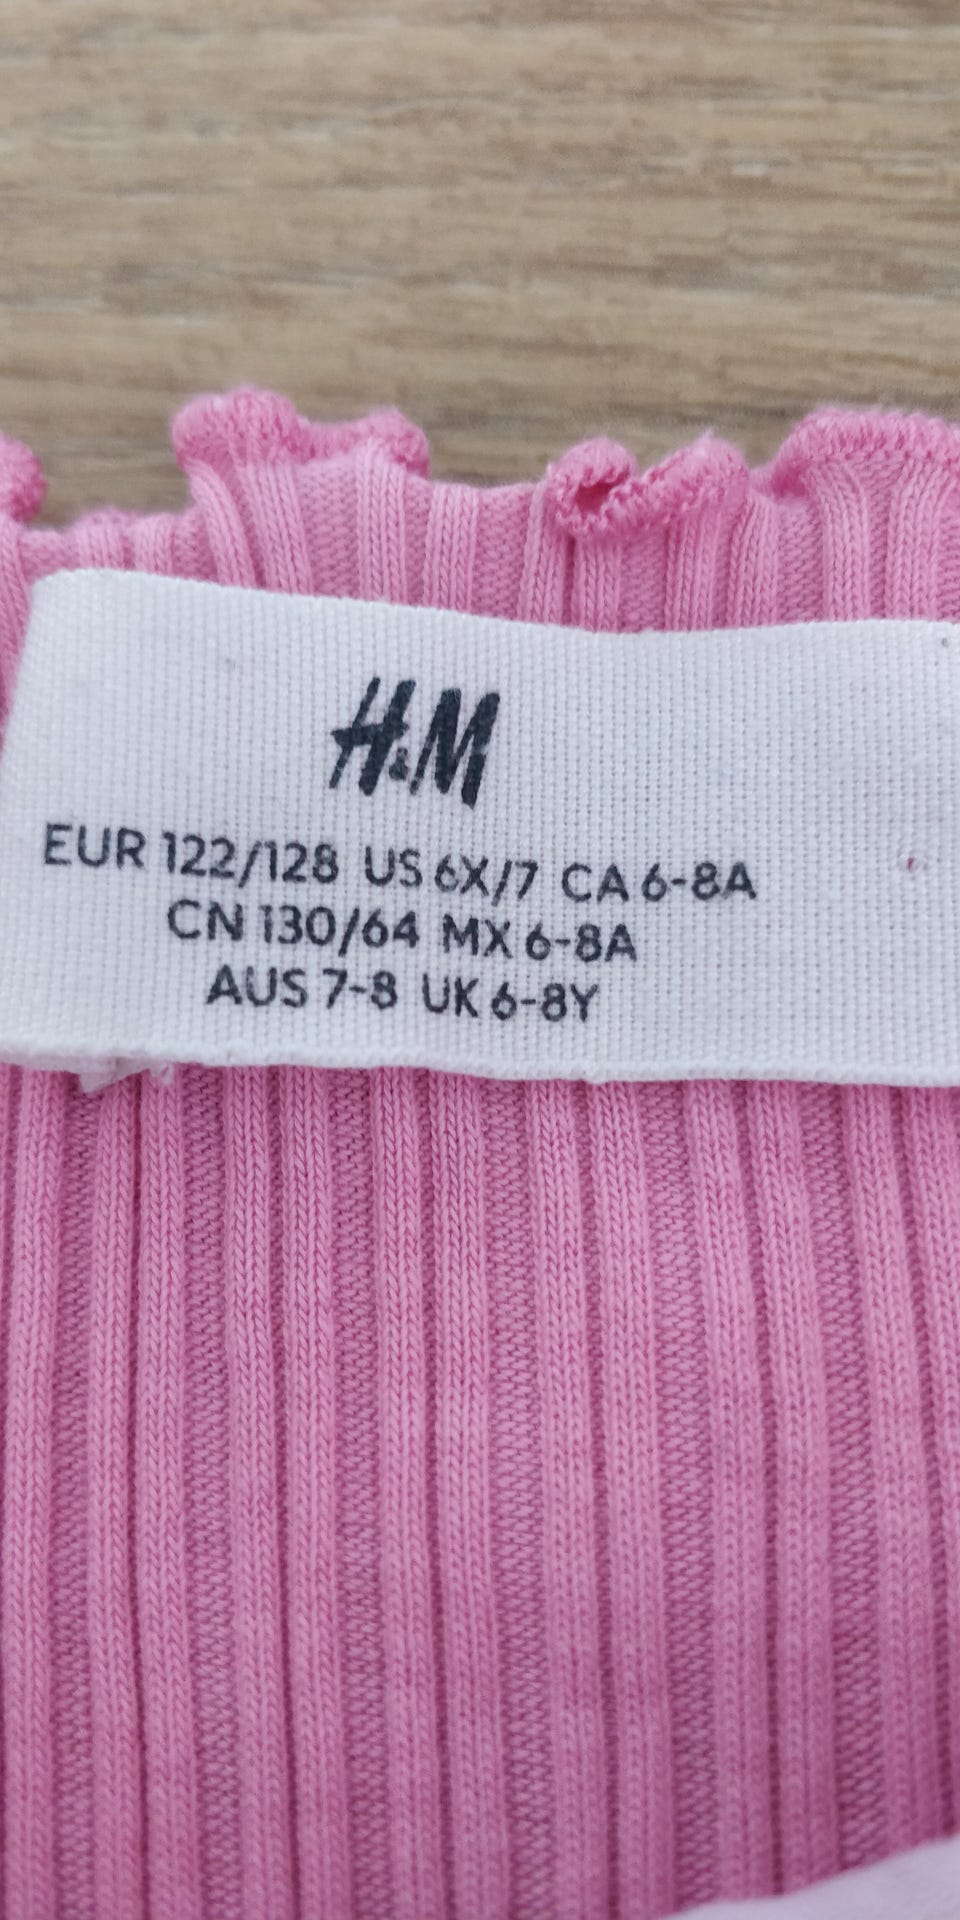 H&M
EUR 122/128 US 6X/7 CA 6-8A
CN 130/64 MX 6-8A
AUS 7-8 UK 6-8Y